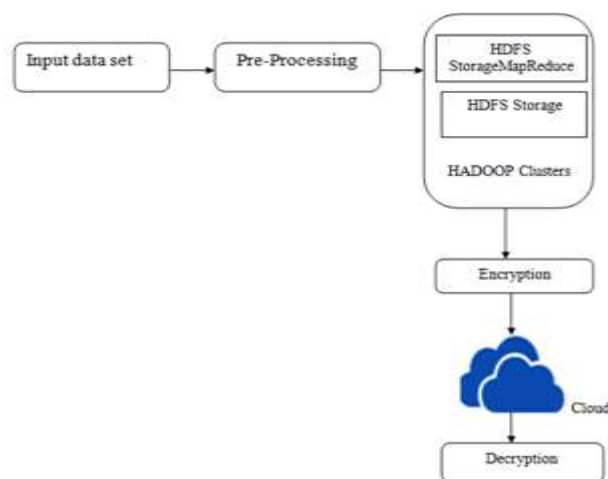 Input data set
Pre-Processing
HDFS
StorageMapReduce
HDFS Storage
HADOOP Clusters
Encryption
Cloud
Decryption